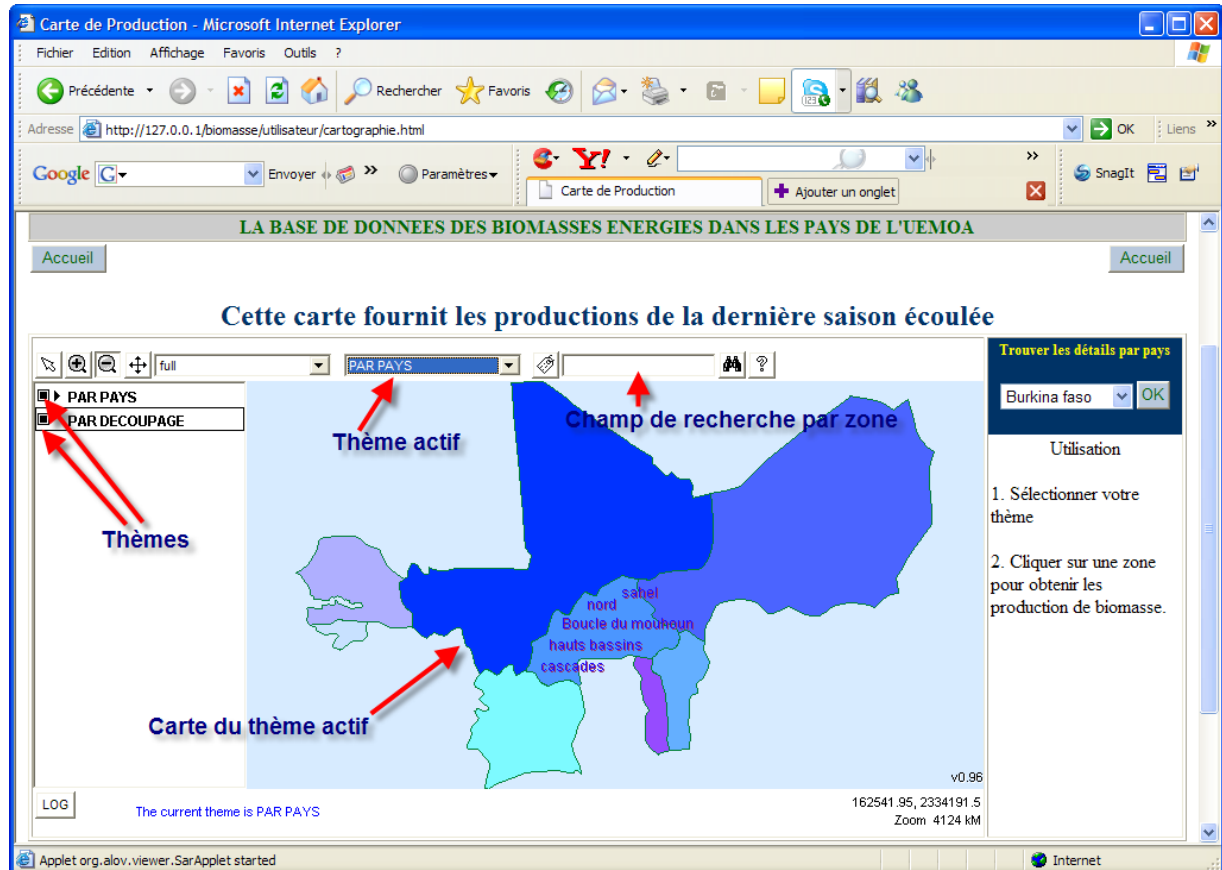 Carte de Production - Microsoft Internet Explorer
Fichier Edition Affichage Favoris Outils ?
Précédente Rechercher Favoris
Adresse http://127.0.0.1/biomasse/utilisateur/cartographie.html OK Liens »
Google G Envoyer » Paramètres Y! » SnagIt
Carte de Production Ajouter un onglet
LA BASE DE DONNEES DES BIOMASSES ENERGIES DANS LES PAYS DE L'UEMOA
Accueil Accueil
Cette carte fournit les productions de la dernière saison écoulée
full PAR PAYS ?
PAR PAYS
PAR DECOUPAGE
Thème actif
Champ de recherche par zone
Thèmes
sahel
nord
Boucle du mouhoun
hauts bassins
cascades
Carte du thème actif
v0.96
Trouver les détails par pays
Burkina faso OK
Utilisation
1. Sélectionner votre
thème
2. Cliquer sur une zone
pour obtenir les
production de biomasse.
LOG The current theme is PAR PAYS
162541.95, 2334191.5
Zoom 4124 kM
Applet org.alov.viewer.SarApplet started Internet